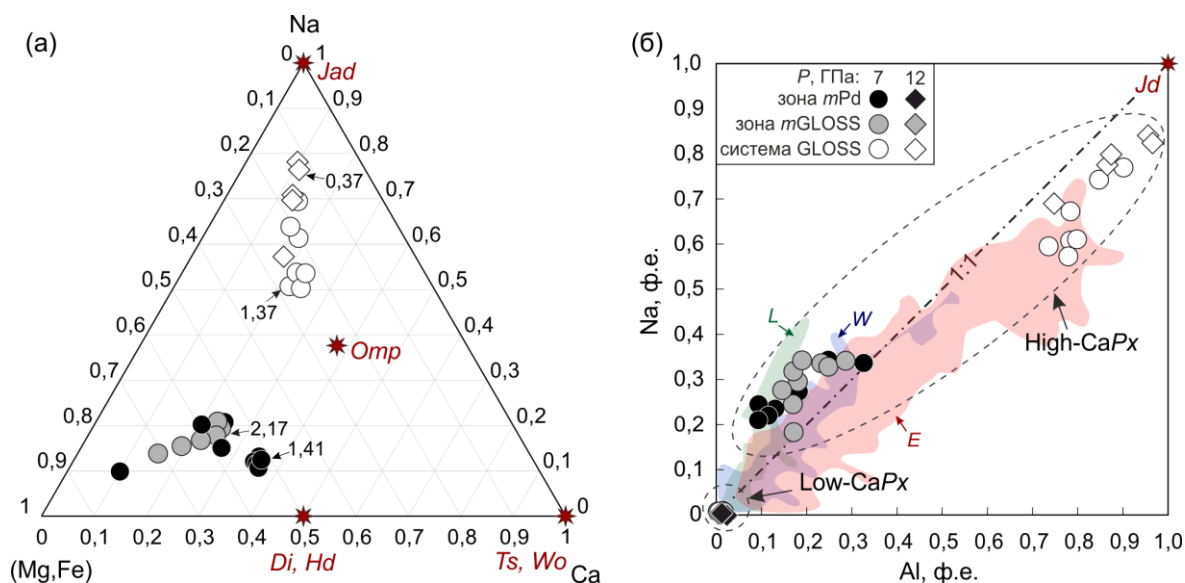 (а)
Na
0 1
Jad
0,1 0,9
0,2 0,8
0,37
0,3 0,7
0,4 0,6
0,5 0,5
1,37
0,6 0,4
Omp
0,7 0,3
0,8 0,2
2,17
1,41
0,9 0,1
1 0
0 0,1 0,2 0,3 0,4 0,5 0,6 0,7 0,8 0,9 1
(Mg,Fe) Di, Hd Ts, Wo Ca
(б)
Na, ф.е.
1,0
0,9
0,8
0,7
0,6
0,5
0,4
0,3
0,2
0,1
0
P, ГПа: 7 12
зона mPd
зона mGLOSS
система GLOSS
Jd
1:1
L
W
High-CaPx
E
Low-CaPx
0 0,1 0,2 0,3 0,4 0,5 0,6 0,7 0,8 0,9 1,0
Al, ф.е.